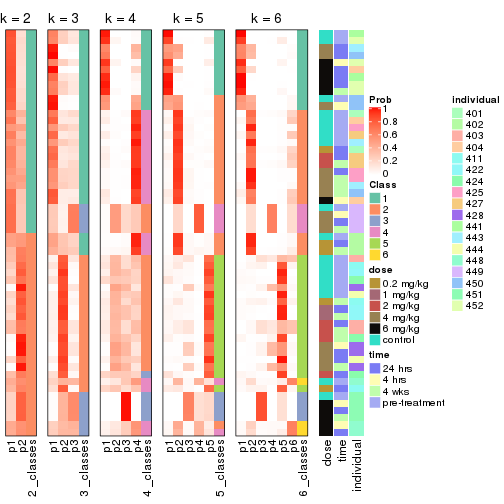 k = 2
k = 3
k = 4
k = 5
k = 6
p1
p2
2_classes
p1
p2
p3
3_classes
p1
p2
p3
p4
4_classes
p1
p2
p3
p4
p5
5_classes
p1
p2
p3
p4
p5
p6
6_classes
dose
time
individual
Prob
1
0.8
0.6
0.4
0.2
0
Class
1
2
3
4
5
6
dose
0.2 mg/kg
1 mg/kg
2 mg/kg
4 mg/kg
6 mg/kg
control
time
24 hrs
4 hrs
4 wks
pre-treatment
Individual
401
402
403
404
411
422
424
425
427
428
441
443
444
448
449
450
451
452